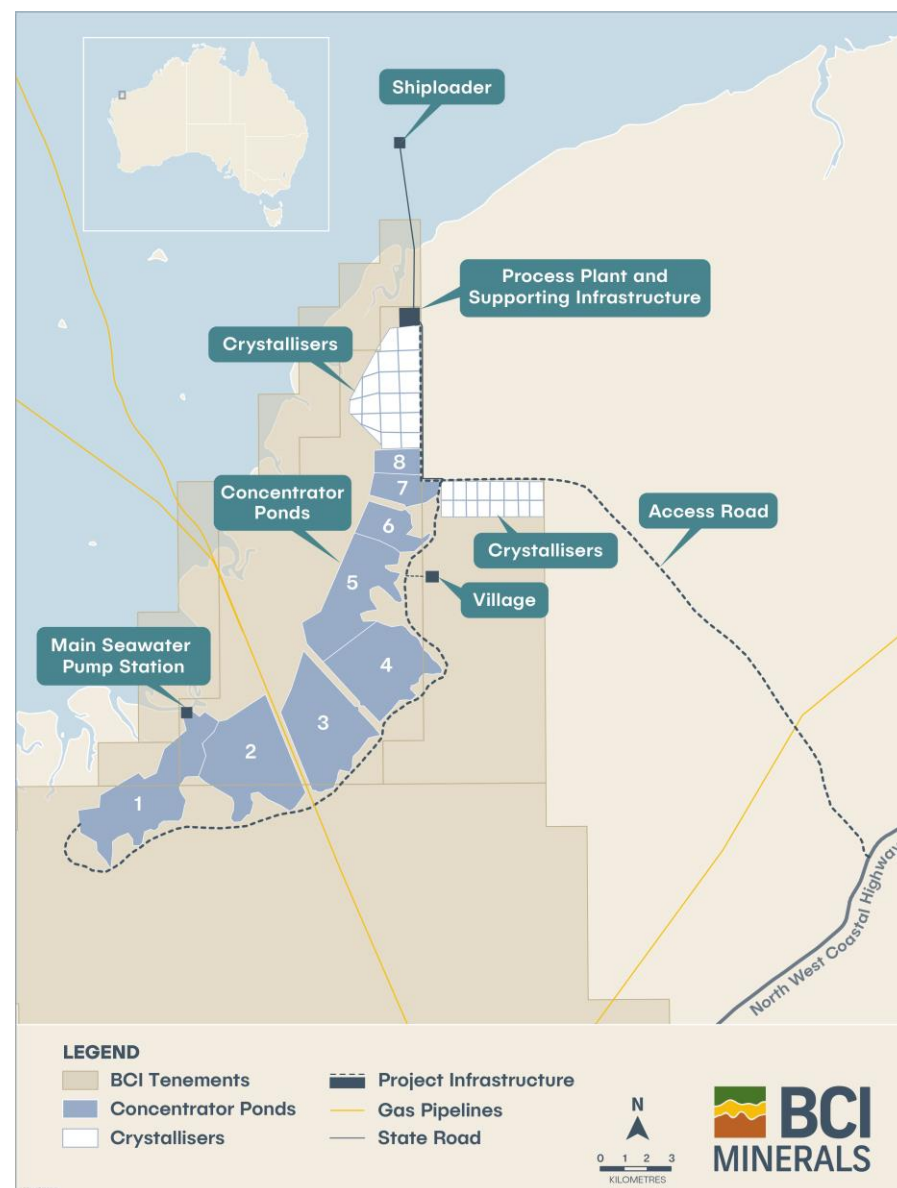 Shiploader
Process Plant and
Supporting Infrastructure
Crystallisers
8
7
Concentrator
Ponds
6
Access Road
Crystallisers
5
Village
Main Seawater
Pump Station
4
3
2
1
North West Coastal Highway
LEGEND
BCI Tenements
Concentrator Ponds
Crystallisers
Project Infrastructure
Gas Pipelines
State Road
N
0 1 2 3
KILOMETRES
BCI
MINERALS